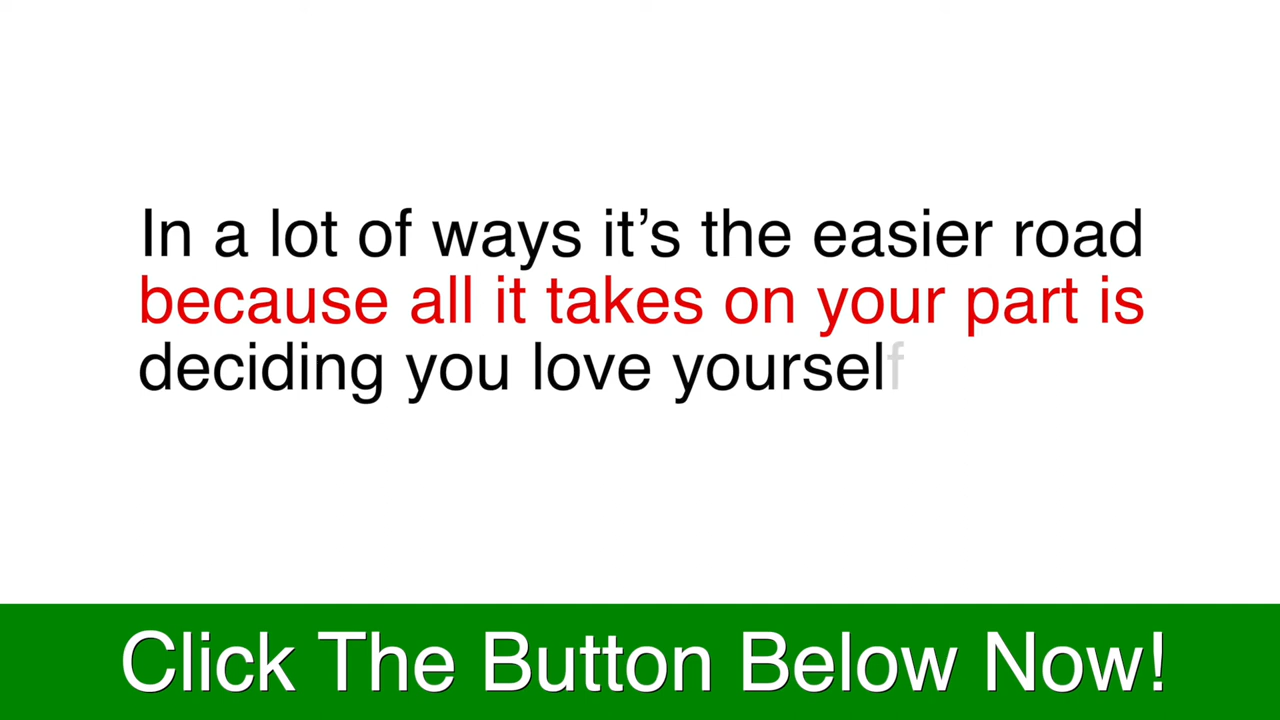 In a lot of ways it’s the easier road
because all it takes on your part is
deciding you love yourself
Click The Button Below Now!